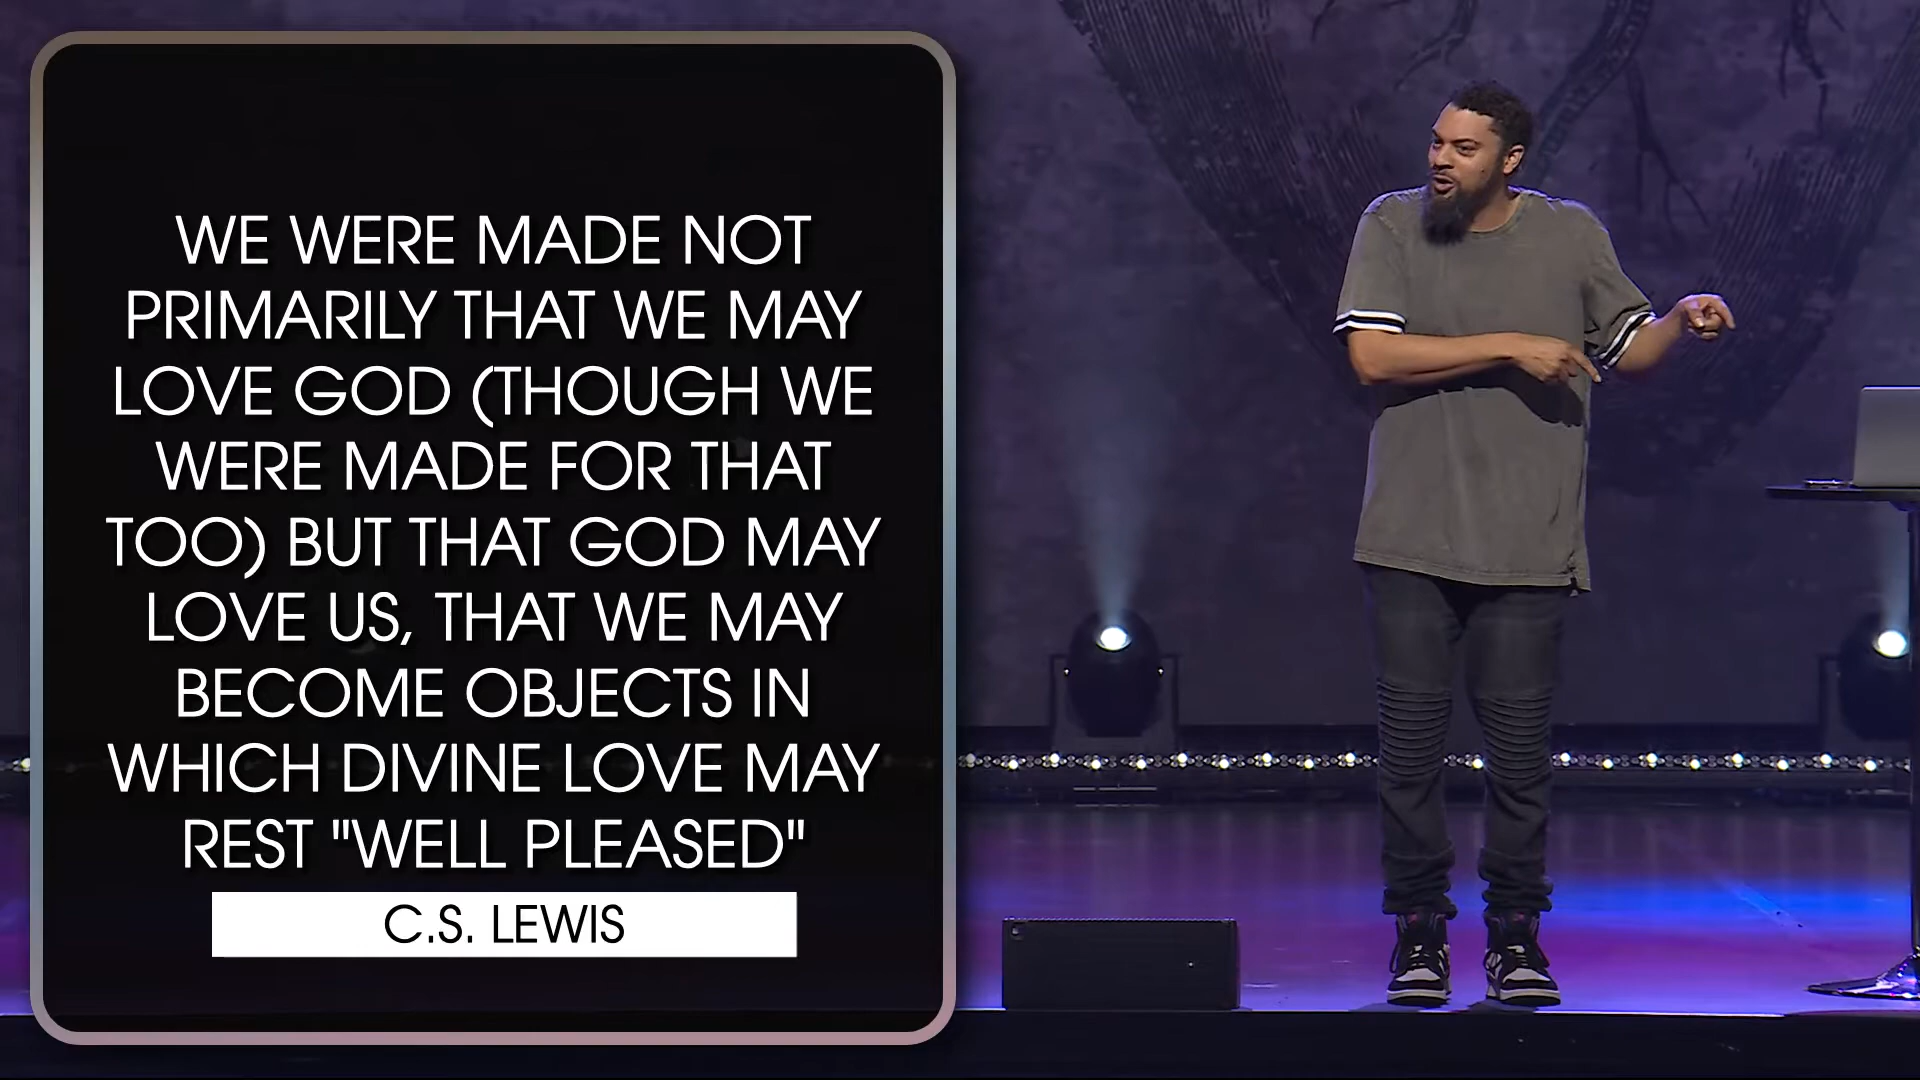 WE WERE MADE NOT
PRIMARILY THAT WE MAY
LOVE GOD (THOUGH WE
WERE MADE FOR THAT
TOO) BUT THAT GOD MAY
LOVE US, THAT WE MAY
BECOME OBJECTS IN
WHICH DIVINE LOVE MAY
REST "WELL PLEASED"
C.S. LEWIS